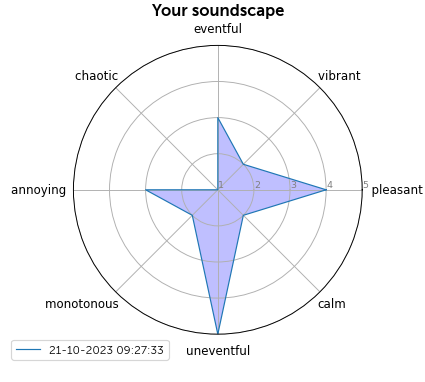 Your soundscape
eventful
chaotic
vibrant
annoying
1
2
3
4
5
pleasant
monotonous
calm
uneventful
21-10-2023 09:27:33